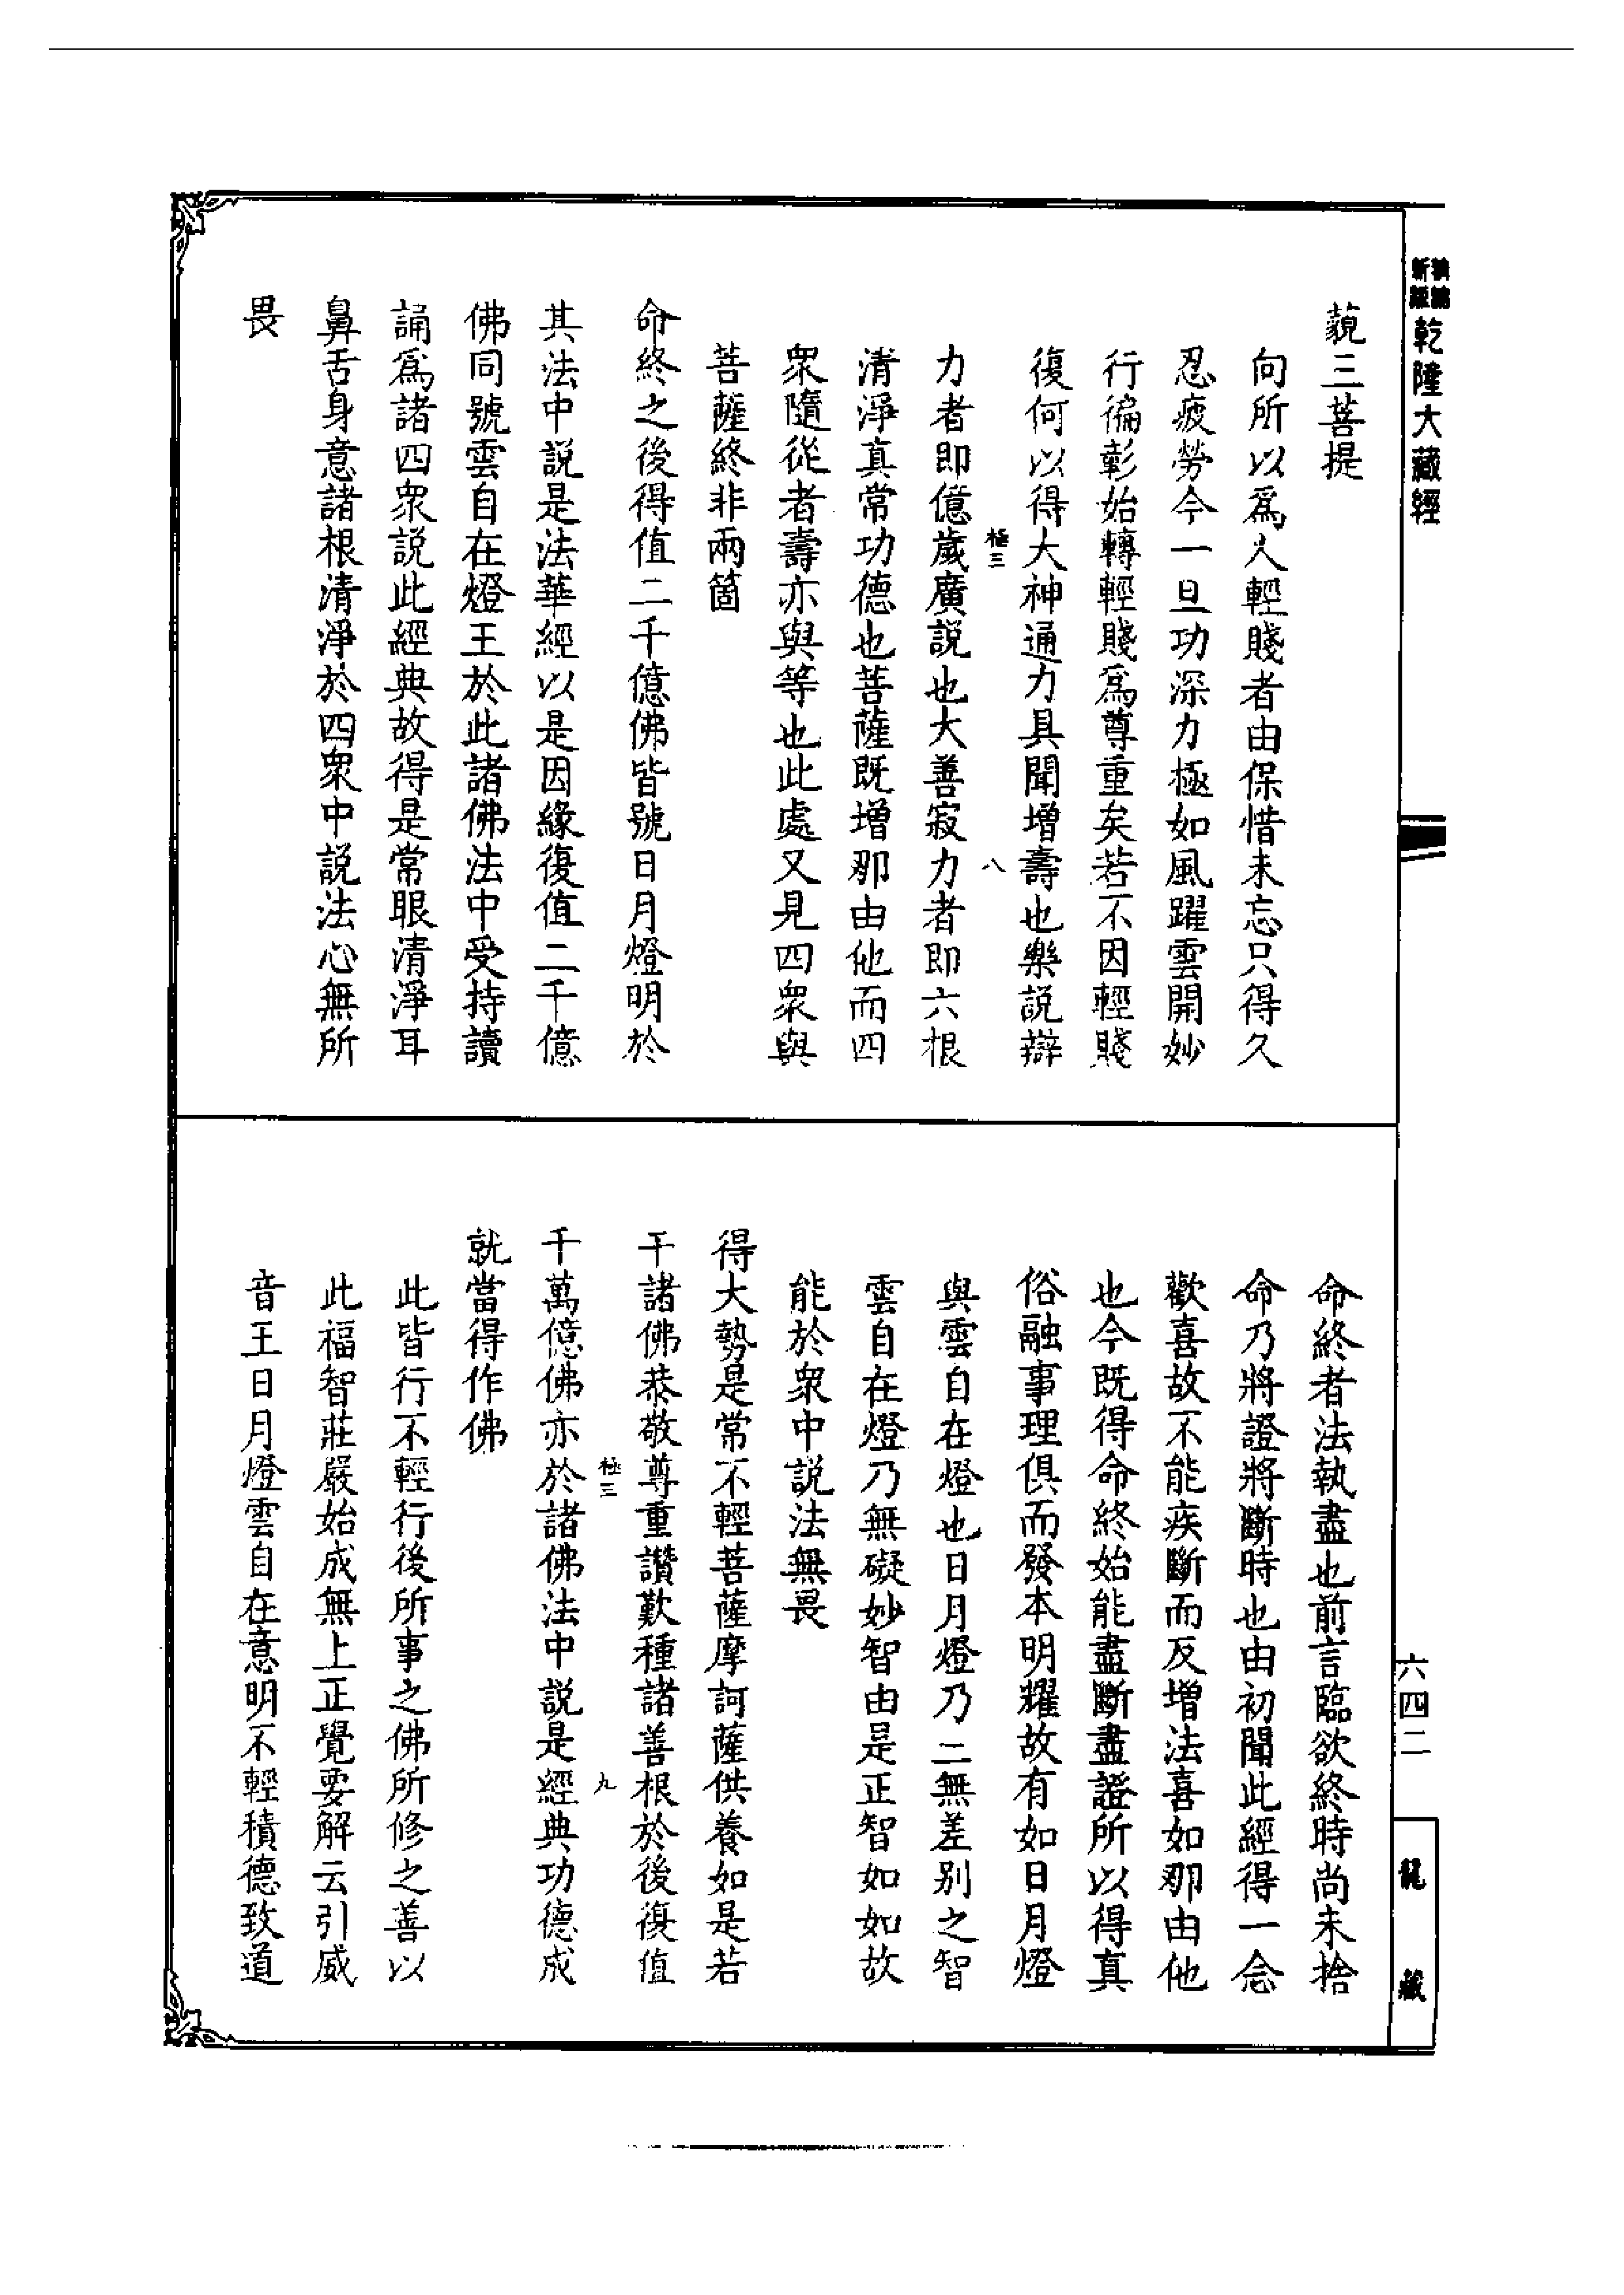 乾隆大藏經
藐三菩提
向所以爲人輕賤者由保惜未忘只得久
忍疲勞今一旦功深力極如風躍雲開妙
行徧彰始轉輕賤爲尊重矣若不因輕賤
復何以得大神通力具聞增壽也樂説辯
極三
八
力者即億歲廣説也大善寂力者即六根
清淨真常功德也菩薩既增那由他而四
衆隨從者壽亦與等也此處又見四衆與
菩薩終非兩箇
命終之後得值二千億佛皆號日月燈明於
其法中説是法華經以是因緣復值二千億
佛同號雲自在燈王於此諸佛法中受持讀
誦爲諸四衆説此經典故得是常眼清淨耳
鼻舌身意諸根清淨於四衆中説法心無所
畏
命終者法執盡也前言臨欲終時尚未捨
命乃將證將斷時也由初聞此經得一念
歡喜故不能疾斷而反增法喜如那由他
也今既得命終始能盡斷盡證所以得真
俗融事理俱而發本明耀故有如日月燈
與雲自在燈也日月燈乃二無差别之智
雲自在燈乃無礙妙智由是正智如如故
能於衆中説法無畏
得大勢是常不輕菩薩摩訶薩供養如是若
干諸佛恭敬尊重讚歎種諸善根於後復值
極三
九
千萬億佛亦於諸佛法中説是經典功德成
就當得作佛
此皆行不輕行後所事之佛所修之善以
此福智莊嚴始成無上正覺要解云引威
音王日月燈雲自在意明不輕積德致道
六四二
龍藏